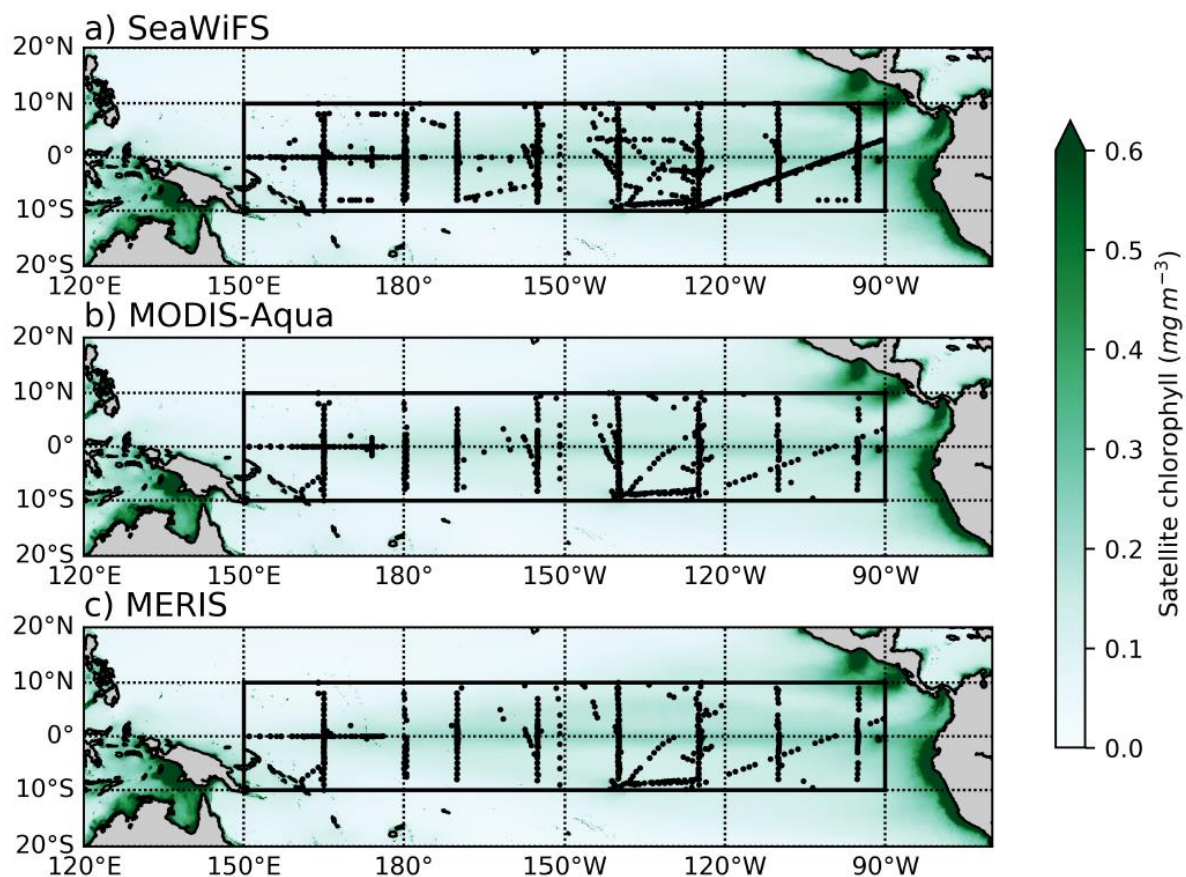 a) SeaWiFS
20°N
10°N
0°
10°S
20°S
120°E 150°E 180° 150°W 120°W 90°W
b) MODIS-Aqua
20°N
10°N
0°
10°S
20°S
120°E 150°E 180° 150°W 120°W 90°W
c) MERIS
20°N
10°N
0°
10°S
20°S
120°E 150°E 180° 150°W 120°W 90°W
0.6
0.5
0.4
0.3
0.2
0.1
0.0
Satellite chlorophyll (mg m⁻³)